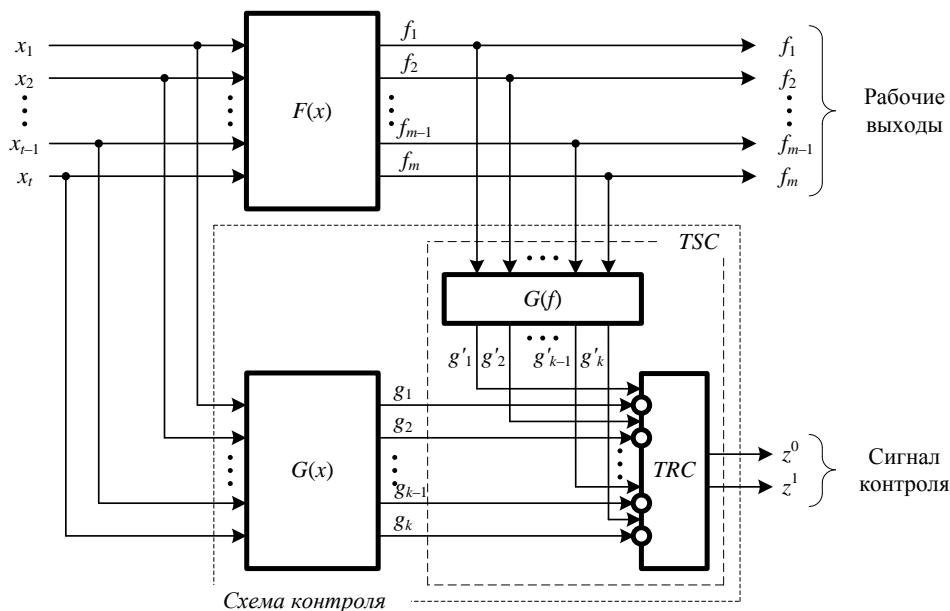 x1
x2
xt–1
xt
F(x)
f1
f2
fm–1
fm
f1
f2
fm–1
fm
Рабочие
выходы
TSC
G(f)
g'1 g'2 g'k–1 g'k
G(x)
g1
g2
gk–1
gk
TRC
z0
z1
Сигнал
контроля
Схема контроля